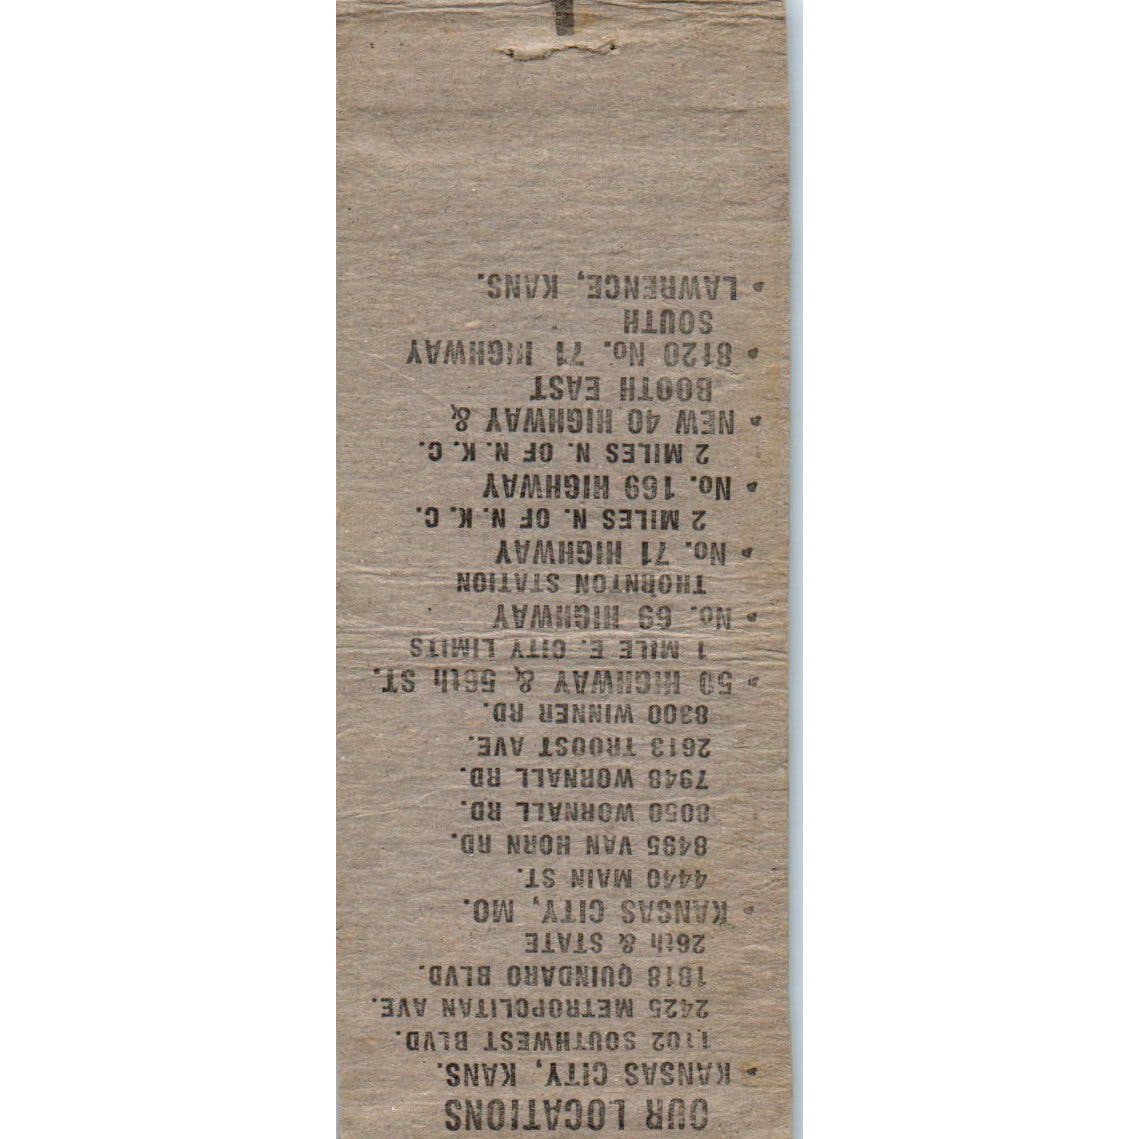 OUR LOCATIONS
• KANSAS CITY, KANS.
1102 SOUTHWEST BLVD.
2425 METROPOLITAN AVE.
1818 QUINDARO BLVD.
26th & STATE
• KANSAS CITY, MO.
4440 MAIN ST.
8495 VAN HORN RD.
8050 WORNALL RD.
7948 WORNALL RD.
2613 TROOST AVE.
8300 WINNER RD.
• 50 HIGHWAY & 56th ST.
1 MILE E. CITY LIMITS
• No. 69 HIGHWAY
THORNTON STATION
• No. 71 HIGHWAY
2 MILES N. OF N. K. C.
• No. 169 HIGHWAY
2 MILES N. OF N. K. C.
• NEW 40 HIGHWAY &
BOOTH EAST
• 8120 No. 71 HIGHWAY
SOUTH
• LAWRENCE, KANS.